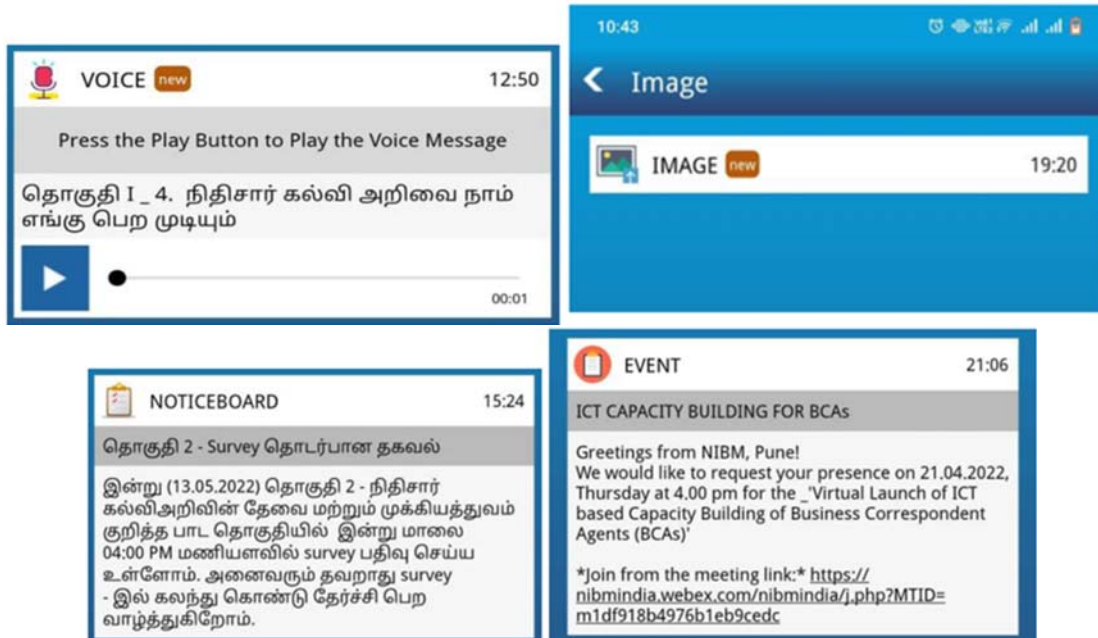 VOICE new 12:50
Press the Play Button to Play the Voice Message
தொகுதி I _ 4. நிதிசார் கல்வி அறிவை நாம்
எங்கு பெற முடியும்
00:01
10:43
Image
IMAGE new 19:20
NOTICEBOARD 15:24
தொகுதி 2 - Survey தொடர்பான தகவல்
இன்று (13.05.2022) தொகுதி 2 - நிதிசார்
கல்விஅறிவின் தேவை மற்றும் முக்கியத்துவம்
குறித்த பாட தொகுதியில் இன்று மாலை
04:00 PM மணியளவில் survey பதிவு செய்ய
உள்ளோம். அனைவரும் தவறாது survey
- இல் கலந்து கொண்டு தேர்ச்சி பெற
வாழ்த்துகிறோம்.
EVENT 21:06
ICT CAPACITY BUILDING FOR BCAs
Greetings from NIBM, Pune!
We would like to request your presence on 21.04.2022,
Thursday at 4.00 pm for the _'Virtual Launch of ICT
based Capacity Building of Business Correspondent
Agents (BCAs)'
*Join from the meeting link:* https://
nibmindia.webex.com/nibmindia/j.php?MTID=
m1df918b4976b1eb9cedc